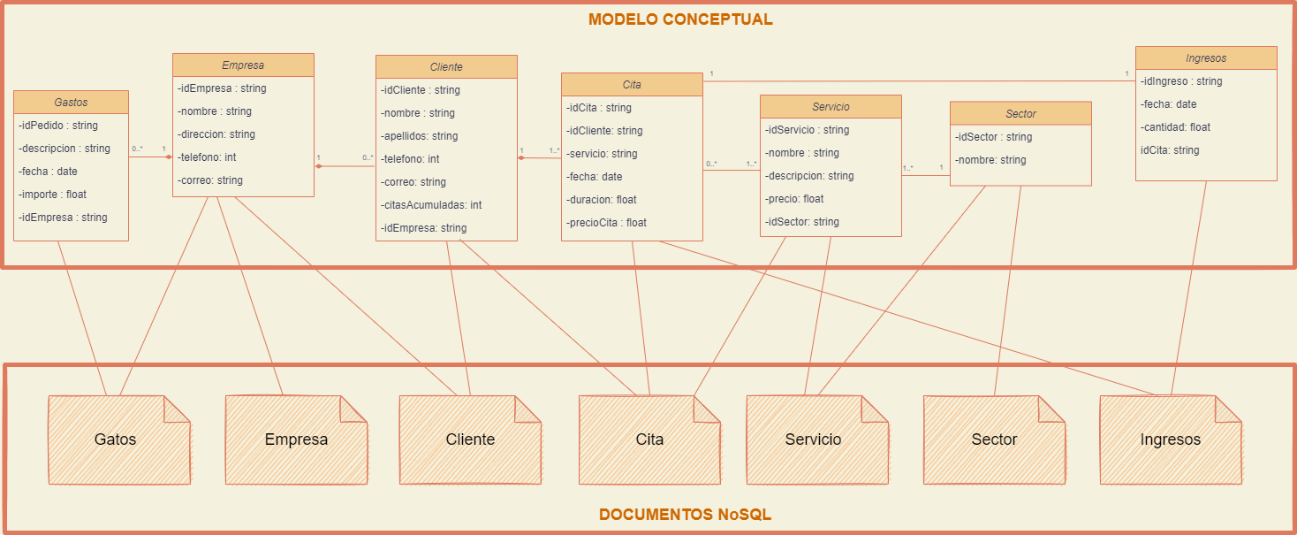 MODELO CONCEPTUAL
Gastos
-idPedido : string
-descripcion : string
-fecha : date
-importe : float
-idEmpresa : string
0..*
1
Empresa
-idEmpresa : string
-nombre : string
-direccion: string
-telefono: int
-correo: string
1
0..*
Cliente
-idCliente : string
-nombre : string
-apellidos: string
-telefono: int
-correo: string
-citasAcumuladas: int
-idEmpresa: string
1
1..*
Cita
-idCita : string
-idCliente: string
-servicio: string
-fecha: date
-duracion: float
-precioCita : float
1
1
0..*
1..*
Servicio
-idServicio : string
-nombre : string
-descripcion: string
-precio: float
-idSector: string
1..*
1
Sector
-idSector : string
-nombre: string
Ingresos
-idIngreso : string
-fecha: date
-cantidad: float
idCita: string
Gatos
Empresa
Cliente
Cita
Servicio
Sector
Ingresos
DOCUMENTOS NoSQL